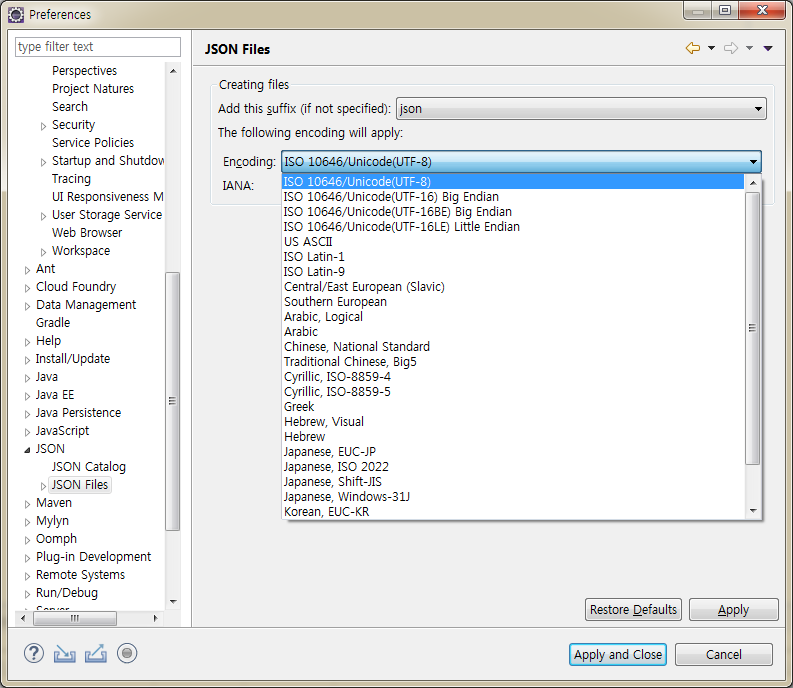 Preferences
type filter text
Perspectives
Project Natures
Search
Security
Service Policies
Startup and Shutdow
Tracing
UI Responsiveness M
User Storage Service
Web Browser
Workspace
Ant
Cloud Foundry
Data Management
Gradle
Help
Install/Update
Java
Java EE
Java Persistence
JavaScript
JSON
JSON Catalog
JSON Files
Maven
Mylyn
Oomph
Plug-in Development
Remote Systems
Run/Debug
Server
JSON Files
Creating files
Add this suffix (if not specified): json
The following encoding will apply:
Encoding: ISO 10646/Unicode(UTF-8)
IANA:
ISO 10646/Unicode(UTF-8)
ISO 10646/Unicode(UTF-16) Big Endian
ISO 10646/Unicode(UTF-16BE) Big Endian
ISO 10646/Unicode(UTF-16LE) Little Endian
US ASCII
ISO Latin-1
ISO Latin-9
Central/East European (Slavic)
Southern European
Arabic, Logical
Arabic
Chinese, National Standard
Traditional Chinese, Big5
Cyrillic, ISO-8859-4
Cyrillic, ISO-8859-5
Greek
Hebrew, Visual
Hebrew
Japanese, EUC-JP
Japanese, ISO 2022
Japanese, Shift-JIS
Japanese, Windows-31J
Korean, EUC-KR
Restore Defaults
Apply
Apply and Close
Cancel